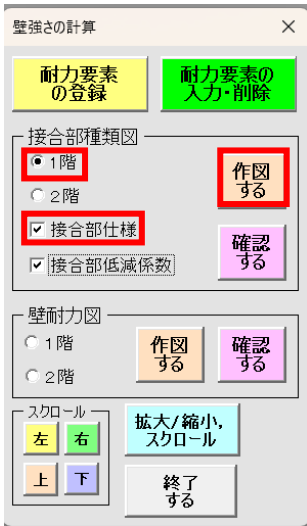 壁強さの計算
耐力要素
の登録
耐力要素の
入力・削除
接合部種類図
1階
2階
接合部仕様
接合部低減係数
作図
する
確認
する
壁耐力図
1階
2階
作図
する
確認
する
スクロール
左 右
上 下
拡大/縮小,
スクロール
終了
する